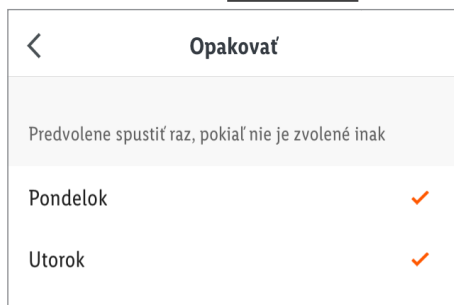 Opakovať
Predvolene spustiť raz, pokiaľ nie je zvolené inak
Pondelok
Utorok